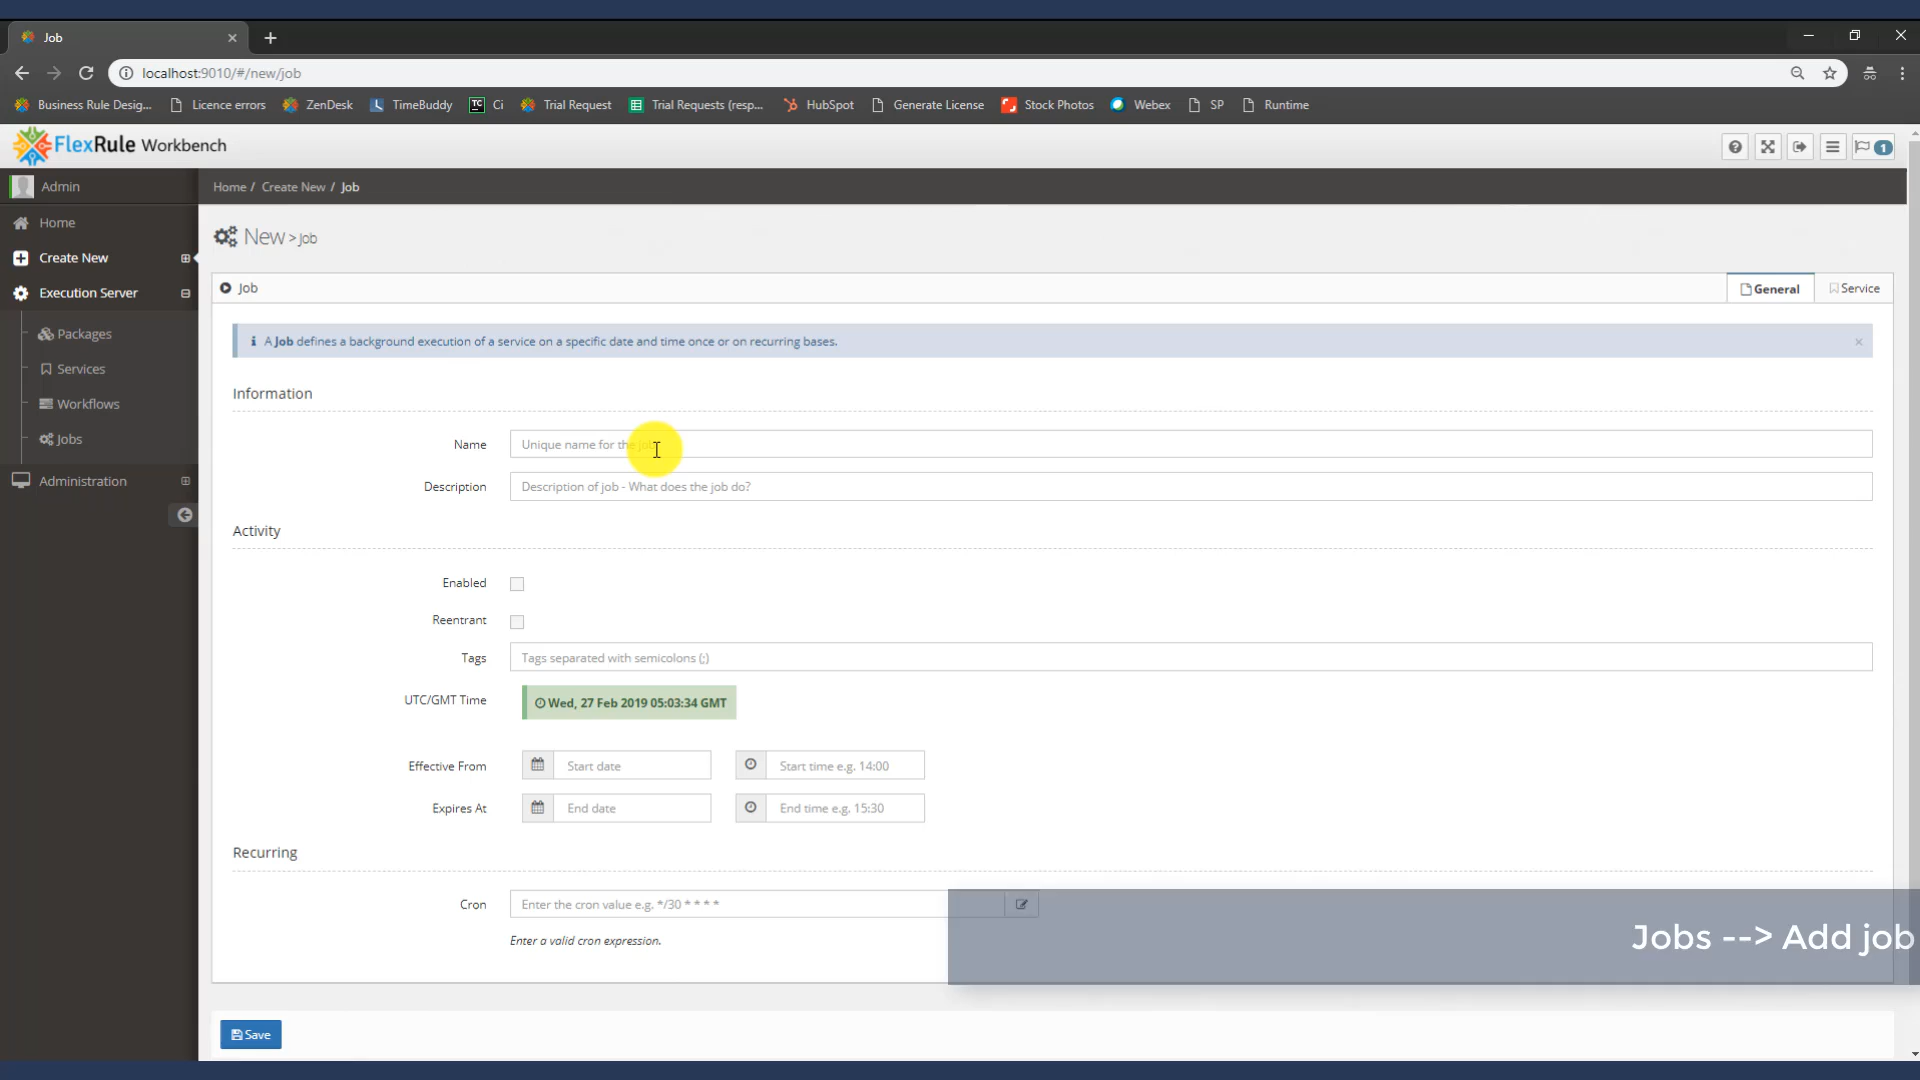 Job
localhost:9010/#/new/job
Business Rule Desig... Licence errors ZenDesk TimeBuddy TC Ci Trial Request Trial Requests (resp... HubSpot Generate License Stock Photos Webex SP Runtime
FlexRule Workbench
1
Admin
Home / Create New / Job
Home
Create New
Execution Server
Packages
Services
Workflows
Jobs
Administration
New > Job
Job
General
Service
A Job defines a background execution of a service on a specific date and time once or on recurring bases.
Information
Name
Unique name for the job
Description
Description of job - What does the job do?
Activity
Enabled
Reentrant
Tags
Tags separated with semicolons (;)
UTC/GMT Time
Wed, 27 Feb 2019 05:03:34 GMT
Effective From
Start date
Start time e.g. 14:00
Expires At
End date
End time e.g. 15:30
Recurring
Cron
Enter the cron value e.g. */30 * * * *
Enter a valid cron expression.
Jobs --> Add job
Save